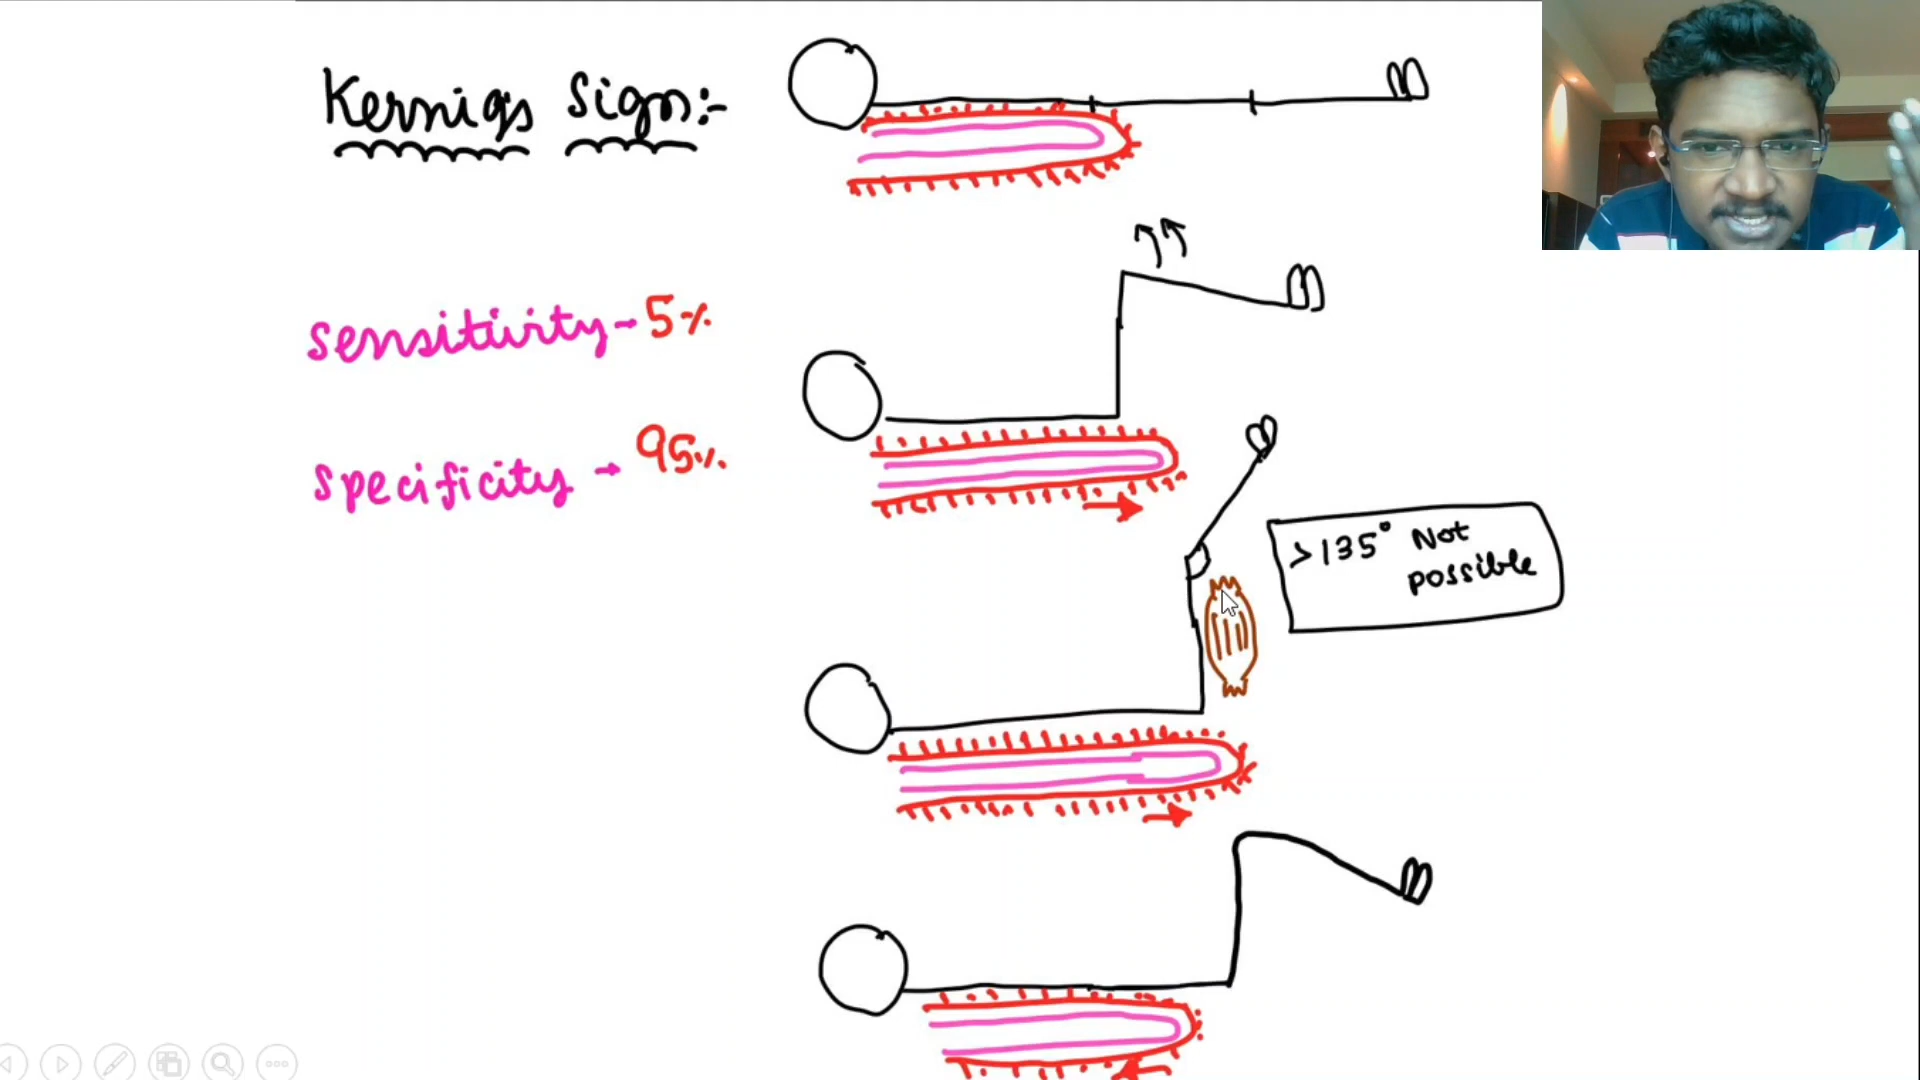 Kernigs Sign:-
sensitivity - 5%
specificity - 95%
>135° Not
possible